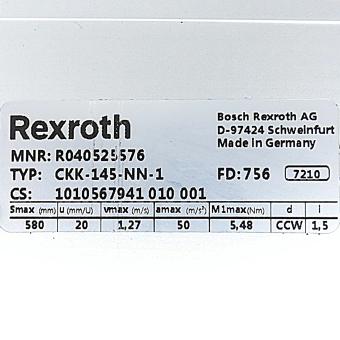 Rexroth
Bosch Rexroth AG
D-97424 Schweinfurt
Made in Germany
MNR: R040525576
TYP: CKK-145-NN-1 FD: 756 7210
CS: 1010567941 010 001
Smax (mm) u (mm/U) vmax (m/s) amax (m/s²) M1max(Nm) d i
580 20 1,27 50 5,48 CCW 1,5